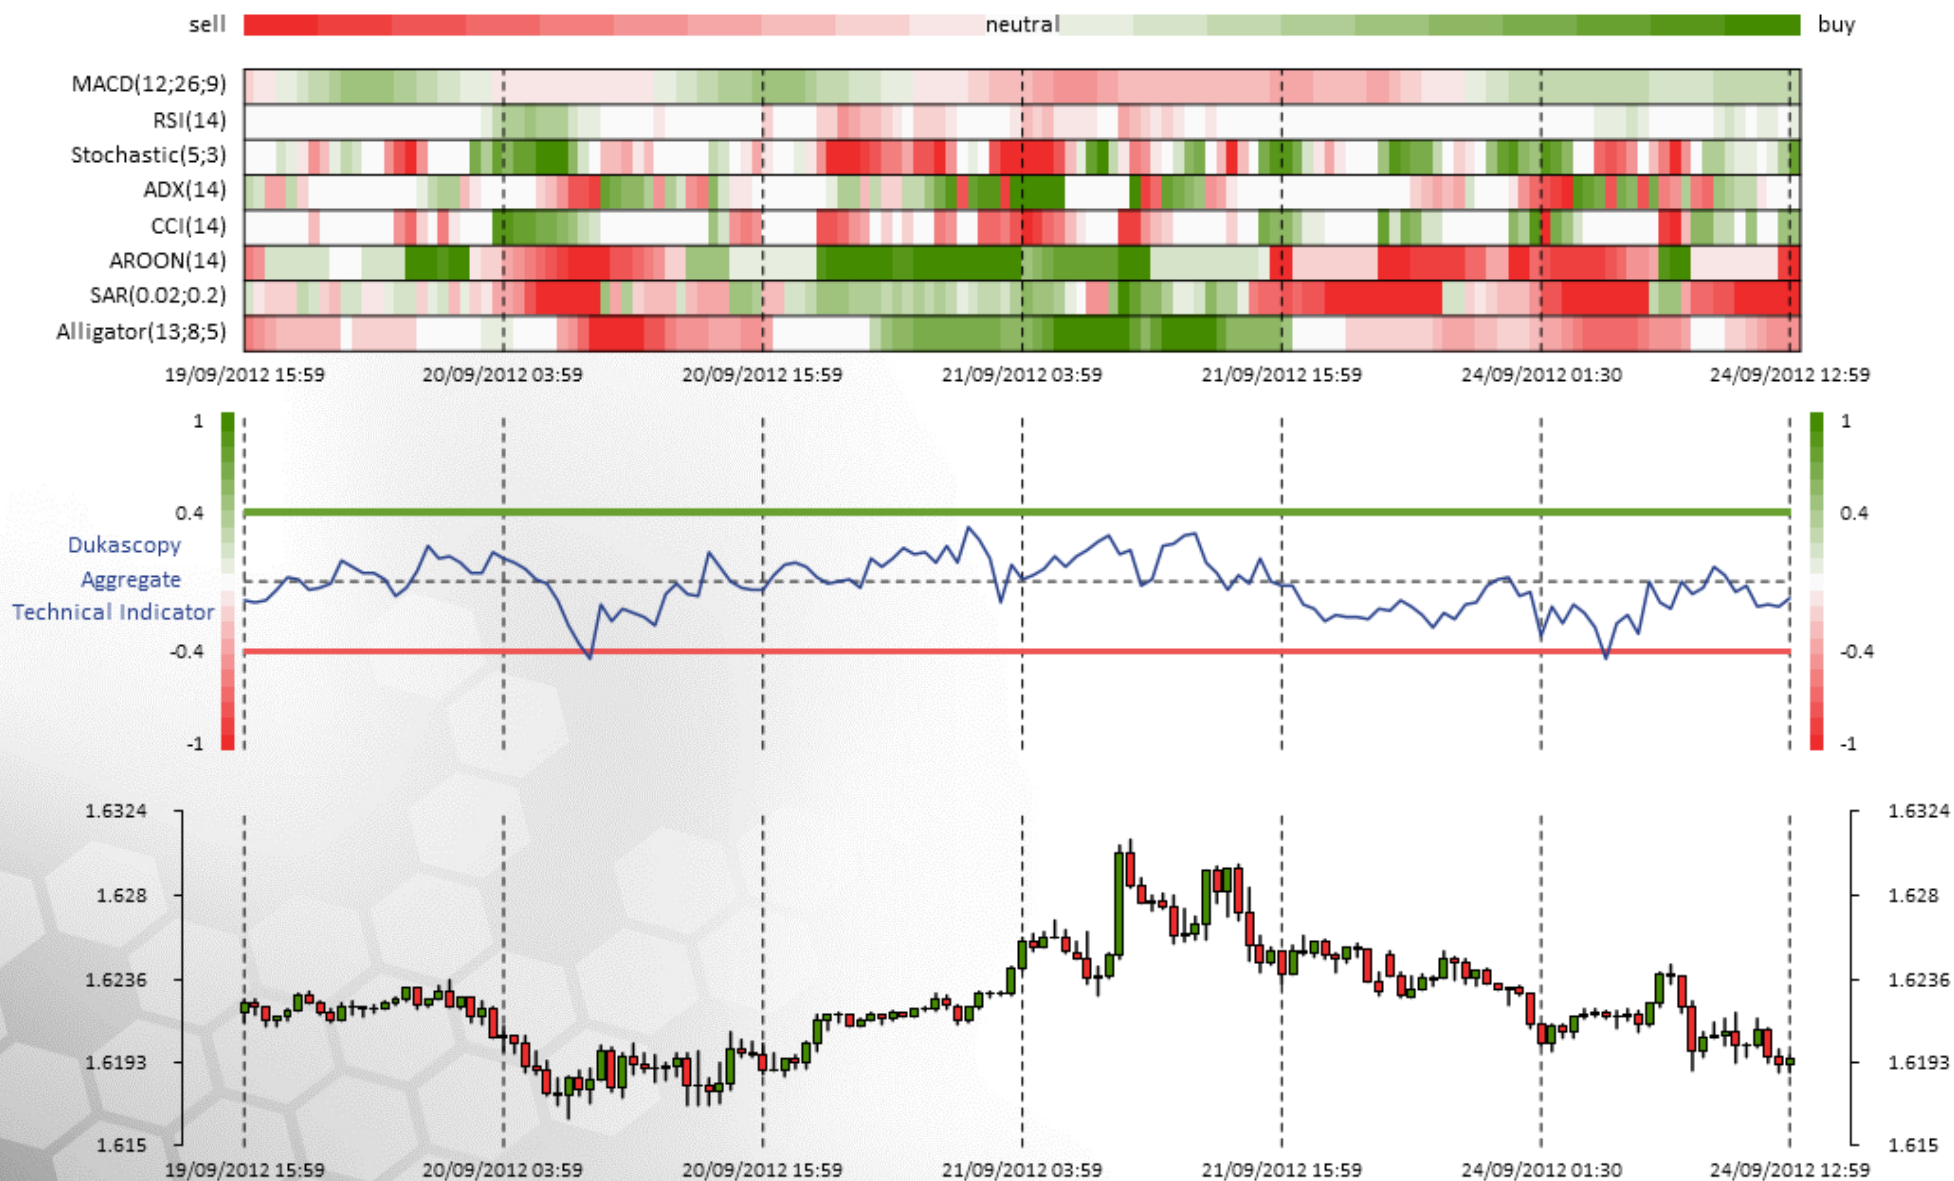 sell neutral buy
MACD(12;26;9)
RSI(14)
Stochastic(5;3)
ADX(14)
CCI(14)
AROON(14)
SAR(0.02;0.2)
Alligator(13;8;5)
19/09/2012 15:59 20/09/2012 03:59 20/09/2012 15:59 21/09/2012 03:59 21/09/2012 15:59 24/09/2012 01:30 24/09/2012 12:59
1 1
0.4 0.4
Dukascopy
Aggregate
Technical Indicator
-0.4 -0.4
-1 -1
1.6324 1.6324
1.628 1.628
1.6236 1.6236
1.6193 1.6193
1.615 1.615
19/09/2012 15:59 20/09/2012 03:59 20/09/2012 15:59 21/09/2012 03:59 21/09/2012 15:59 24/09/2012 01:30 24/09/2012 12:59